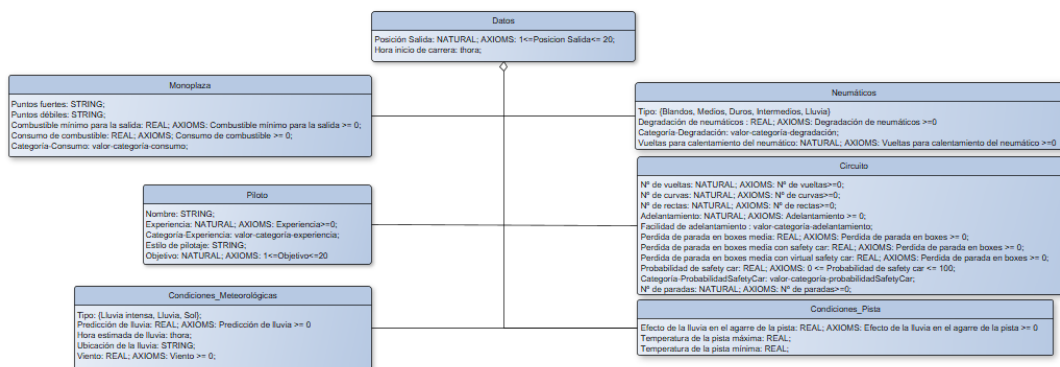 Datos
Posición Salida: NATURAL; AXIOMS: 1<=Posicion Salida<= 20;
Hora inicio de carrera: thora;
Monoplaza
Puntos fuertes: STRING;
Puntos débiles: STRING;
Combustible mínimo para la salida: REAL; AXIOMS: Combustible mínimo para la salida >= 0;
Consumo de combustible: REAL; AXIOMS; Consumo de combustible >= 0;
Categoría-Consumo: valor-categoría-consumo;
Neumáticos
Tipo: {Blandos, Medios, Duros, Intermedios, Lluvia}
Degradación de neumáticos : REAL; AXIOMS: Degradación de neumáticos >=0
Categoría-Degradación: valor-categoría-degradación;
Vueltas para calentamiento del neumático: NATURAL; AXIOMS: Vueltas para calentamiento del neumático >=0
Piloto
Nombre: STRING;
Experiencia: NATURAL; AXIOMS: Experiencia>=0;
Categoría-Experiencia: valor-categoría-experiencia;
Estilo de pilotaje: STRING;
Objetivo: NATURAL; AXIOMS: 1<=Objetivo<=20
Circuito
Nº de vueltas: NATURAL; AXIOMS: Nº de vueltas>=0;
Nº de curvas: NATURAL; AXIOMS: Nº de curvas>=0;
Nº de rectas: NATURAL; AXIOMS: Nº de rectas>=0;
Adelantamiento: NATURAL; AXIOMS: Adelantamiento >= 0;
Facilidad de adelantamiento : valor-categoría-adelantamiento;
Perdida de parada en boxes media: REAL; AXIOMS: Perdida de parada en boxes >= 0;
Perdida de parada en boxes media con safety car: REAL; AXIOMS: Perdida de parada en boxes >= 0;
Perdida de parada en boxes media con virtual safety car: REAL; AXIOMS: Perdida de parada en boxes >= 0;
Probabilidad de safety car: REAL; AXIOMS: 0 <= Probabilidad de safety car <= 100;
Categoría-ProbabilidadSafetyCar: valor-categoría-probabilidadSafetyCar;
Nº de paradas: NATURAL; AXIOMS: Nº de paradas>=0;
Condiciones_Meteorológicas
Tipo: {Lluvia intensa, Lluvia, Sol};
Predicción de lluvia: REAL; AXIOMS: Predicción de lluvia >= 0
Hora estimada de lluvia: thora;
Ubicación de la lluvia: STRING;
Viento: REAL; AXIOMS: Viento >= 0;
Condiciones_Pista
Efecto de la lluvia en el agarre de la pista: REAL; AXIOMS: Efecto de la lluvia en el agarre de la pista >= 0
Temperatura de la pista máxima: REAL;
Temperatura de la pista mínima: REAL;